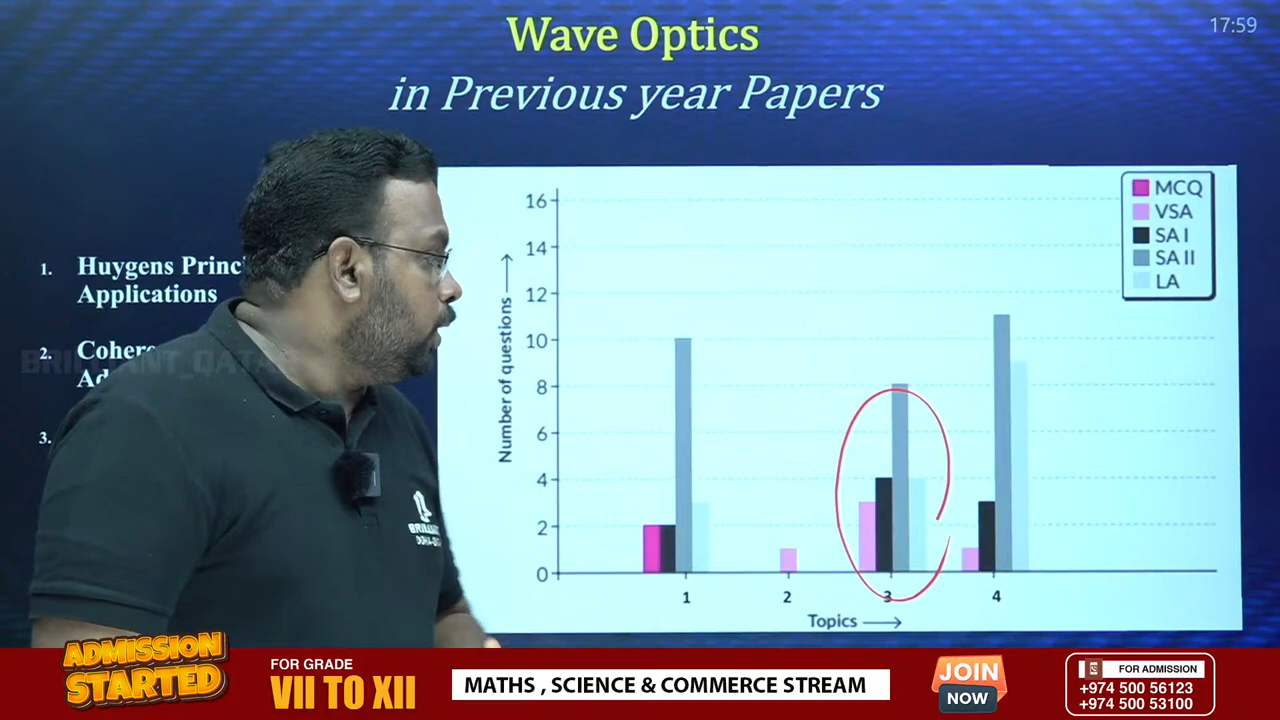 Wave Optics
17:59
in Previous year Papers
1. Huygens
Applications
2.
3.
BRILLIANT_QATAR
Number of questions
16
14
12
10
8
6
4
2
0
MCQ
VSA
SA I
SA II
LA
1 2 3 4
Topics
ADMISSION
STARTED
FOR GRADE
VII TO XII
MATHS , SCIENCE & COMMERCE STREAM
JOIN
NOW
FOR ADMISSION
+974 500 56123
+974 500 53100